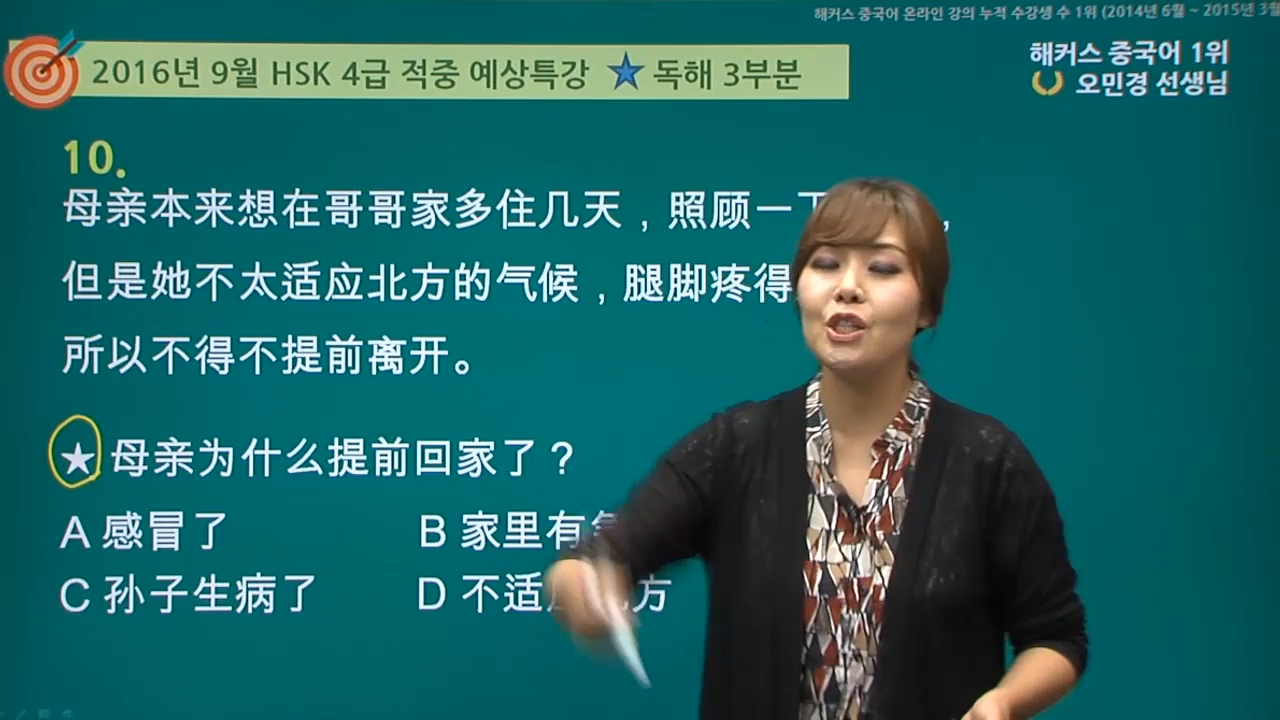 해커스 중국어 온라인 강의 누적 수강생 수 1위 (2014년 6월 ~ 2015년 3월
2016년 9월 HSK 4급 적중 예상특강 ★ 독해 3부분
해커스 중국어 1위
오민경 선생님
10.
母亲本来想在哥哥家多住几天，照顾一下 ，
但是她不太适应北方的气候，腿脚疼得
所以不得不提前离开。
★ 母亲为什么提前回家了？
A 感冒了 B 家里有
C 孙子生病了 D 不适 方